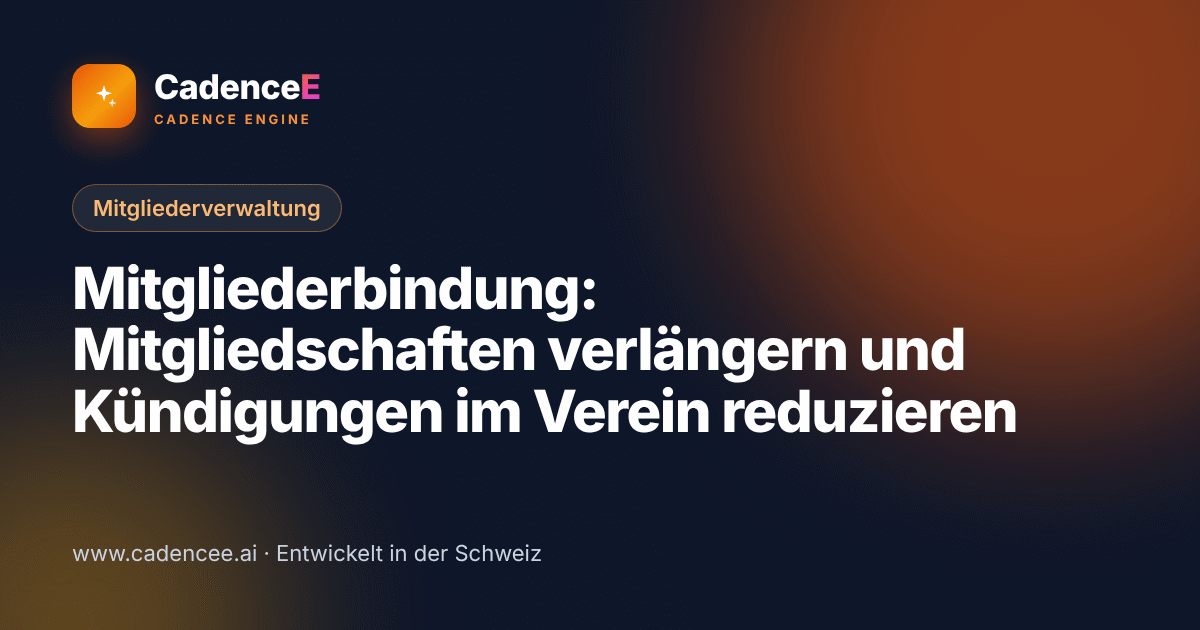 CadenceE
CADENCE ENGINE
Mitgliederverwaltung
Mitgliederbindung:
Mitgliedschaften verlängern und
Kündigungen im Verein reduzieren
www.cadencee.ai · Entwickelt in der Schweiz